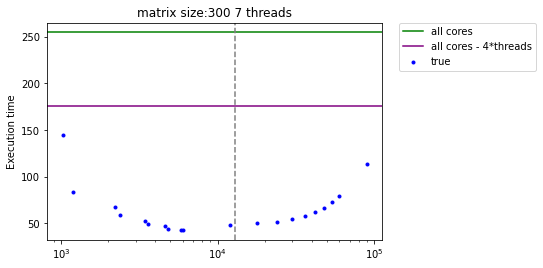 matrix size:300 7 threads
all cores
all cores - 4*threads
true
Execution time
250
200
150
100
50
10³
10⁴
10⁵